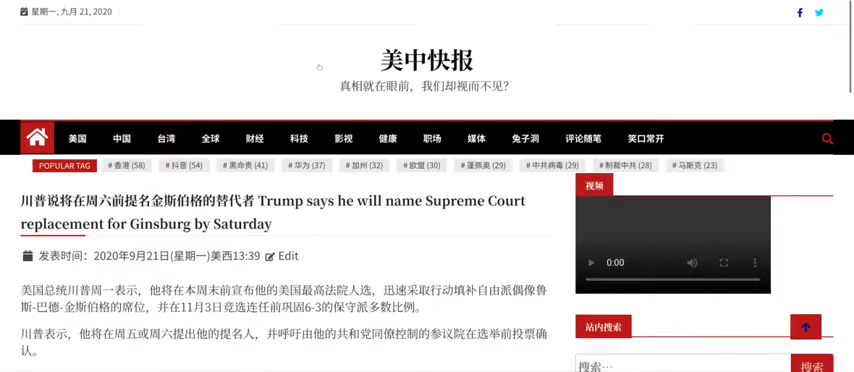 星期一, 九月 21, 2020
美中快报
真相就在眼前，我们却视而不见？
美国 中国 台湾 全球 财经 科技 影视 健康 职场 媒体 兔子洞 评论随笔 笑口常开
POPULAR TAG # 香港 (58) # 抖音 (54) # 黑命贵 (41) # 华为 (37) # 加州 (32) # 欧盟 (30) # 蓬佩奥 (29) # 中共病毒 (29) # 制裁中共 (28) # 马斯克 (23)
川普说将在周六前提名金斯伯格的替代者 Trump says he will name Supreme Court
replacement for Ginsburg by Saturday
发表时间：2020年9月21日(星期一)美西13:39 Edit
美国总统川普周一表示，他将在本周末前宣布他的美国最高法院人选，迅速采取行动填补自由派偶像鲁
斯-巴德-金斯伯格的席位，并在11月3日竞选连任前巩固6-3的保守派多数比例。
川普表示，他将在周五或周六提出他的提名人，并呼吁由他的共和党同僚控制的参议院在选举前投票确
认。
视频
0:00
站内搜索
搜索… 搜索